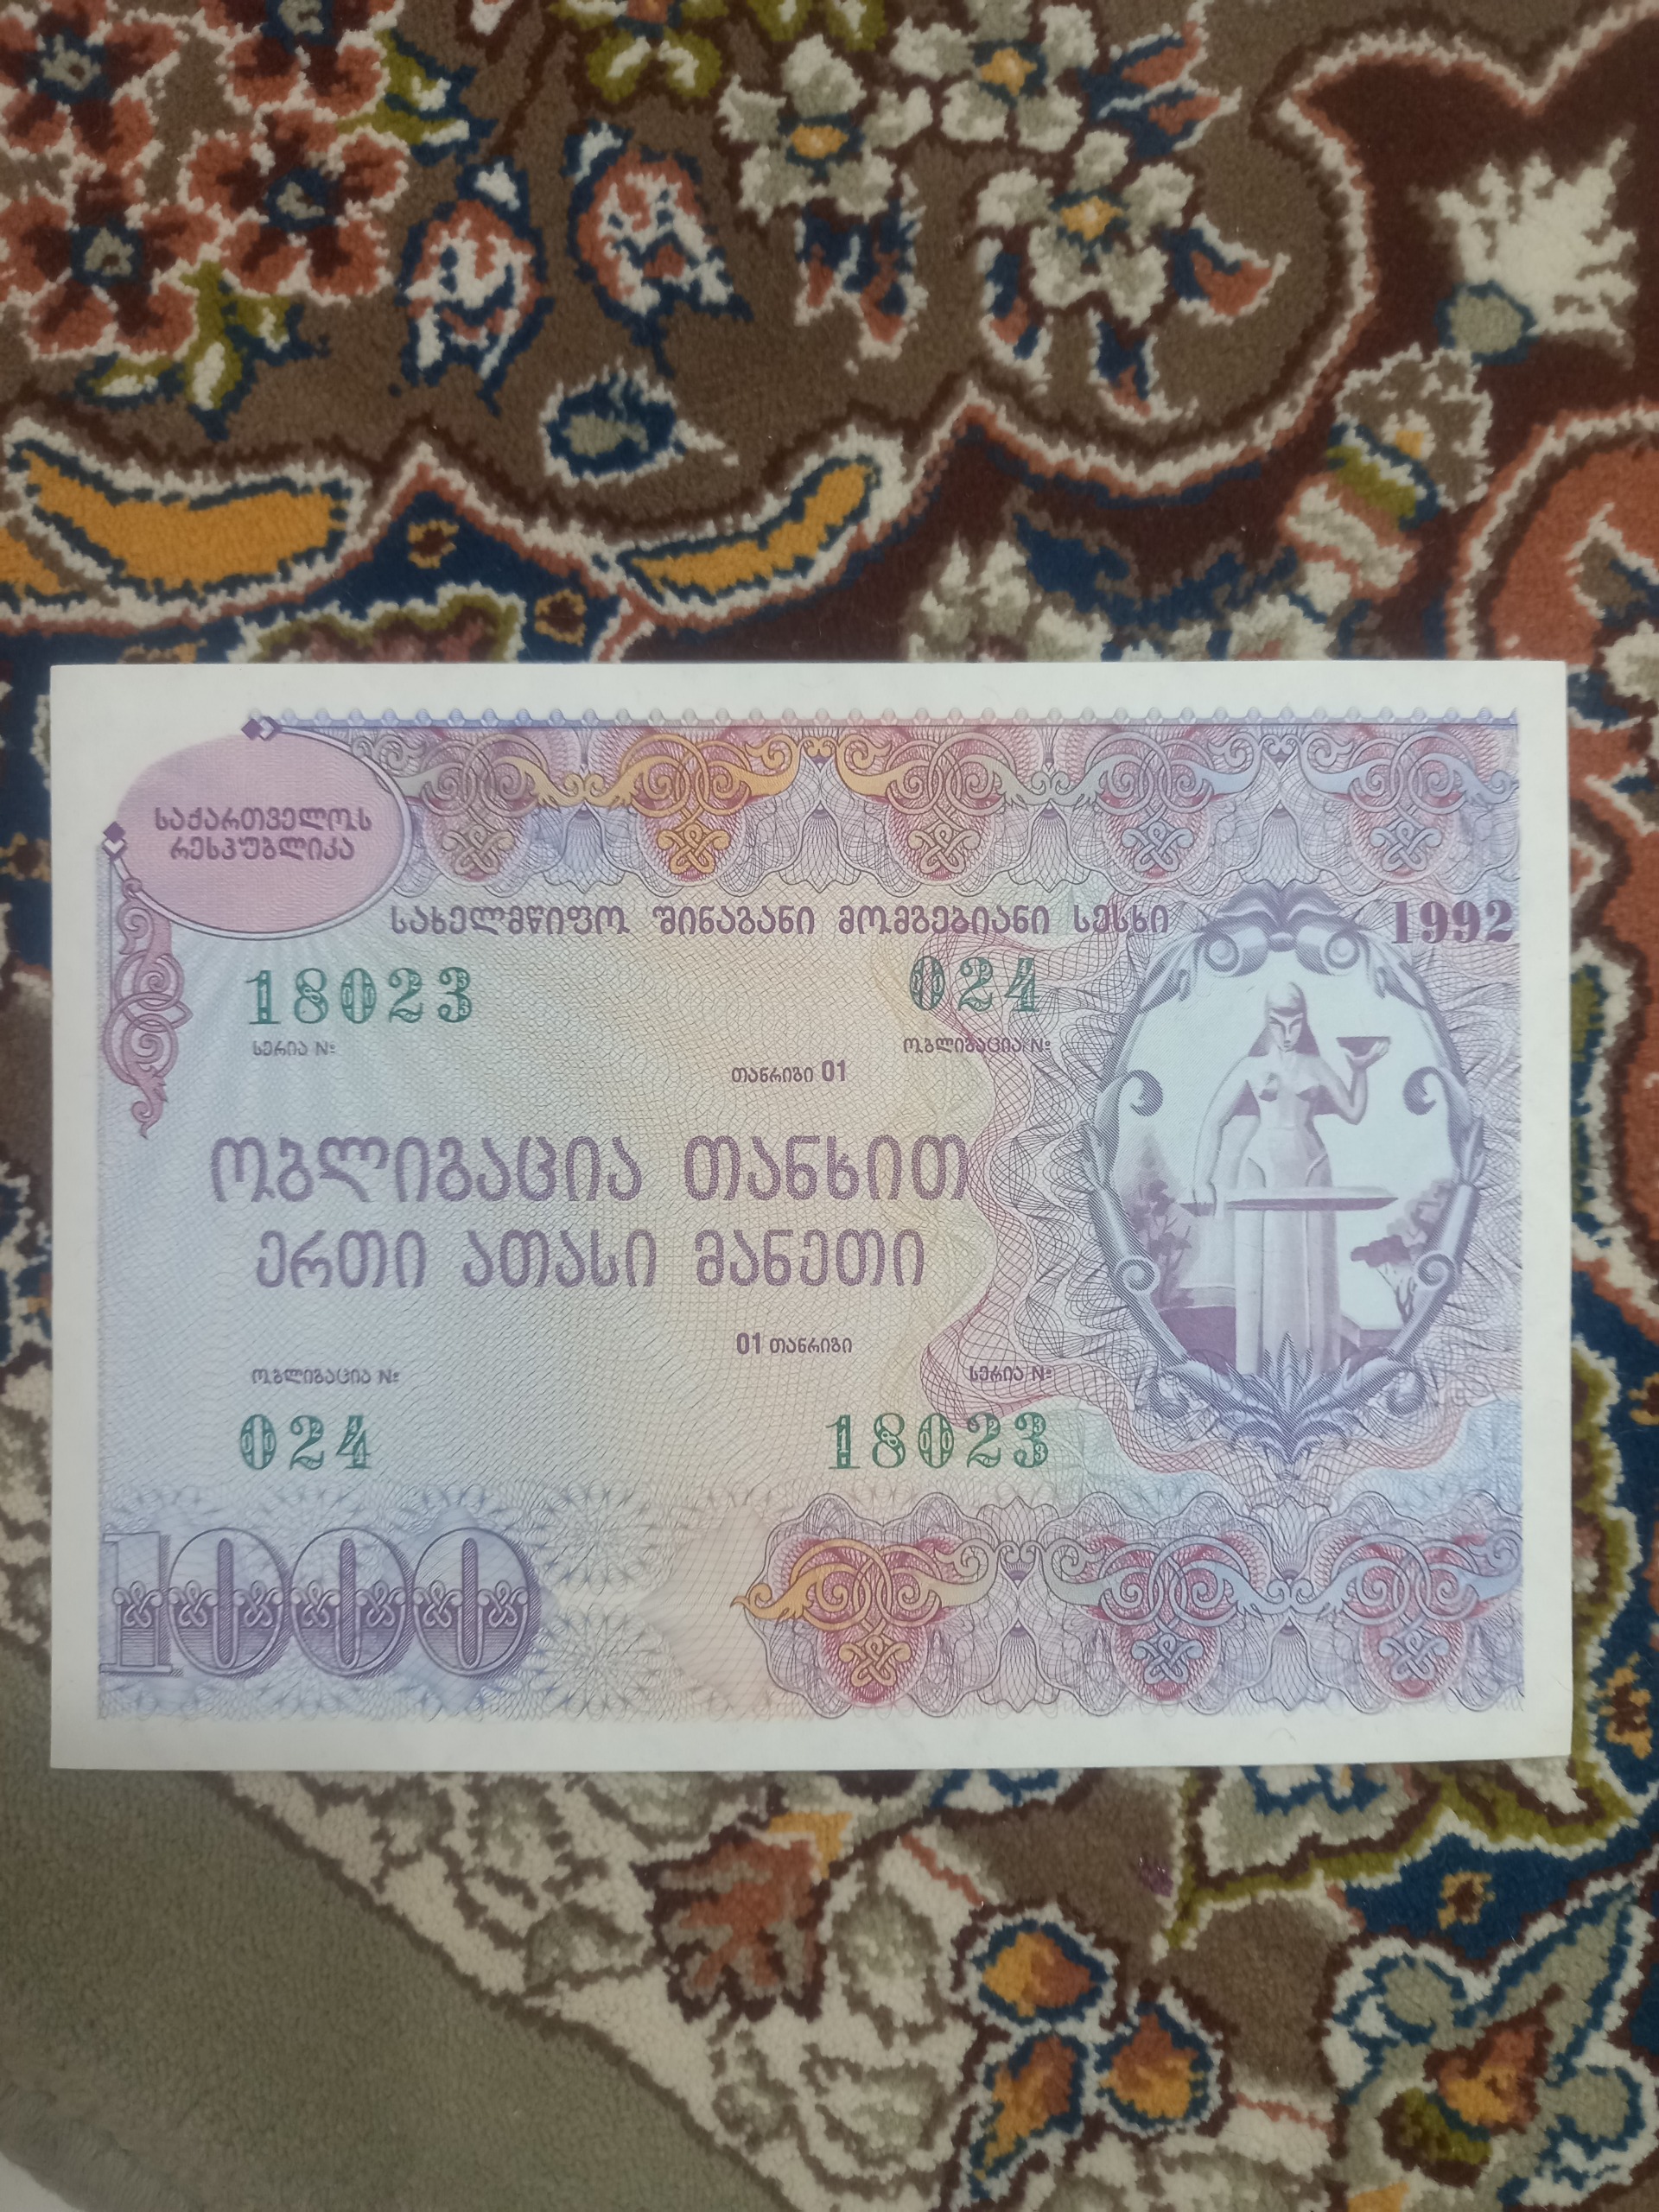 საქართველოს
რესპუბლიკა
სახელმწიფო შინაგანი მომგებიანი სესხი 1992
18023 024
სერია № ობლიგაცია №
თანრიგი 01
ობლიგაცია თანხით
ერთი ათასი მანეთი
01 თანრიგი
ობლიგაცია № სერია №
024 18023
1000